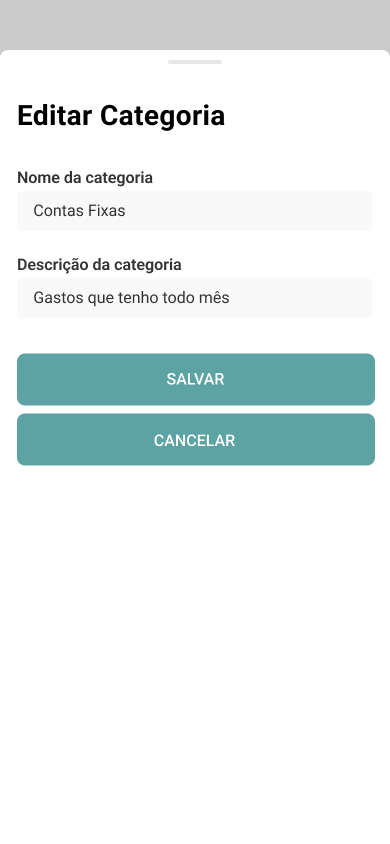 Editar Categoria
Nome da categoria
Contas Fixas
Descrição da categoria
Gastos que tenho todo mês
SALVAR
CANCELAR